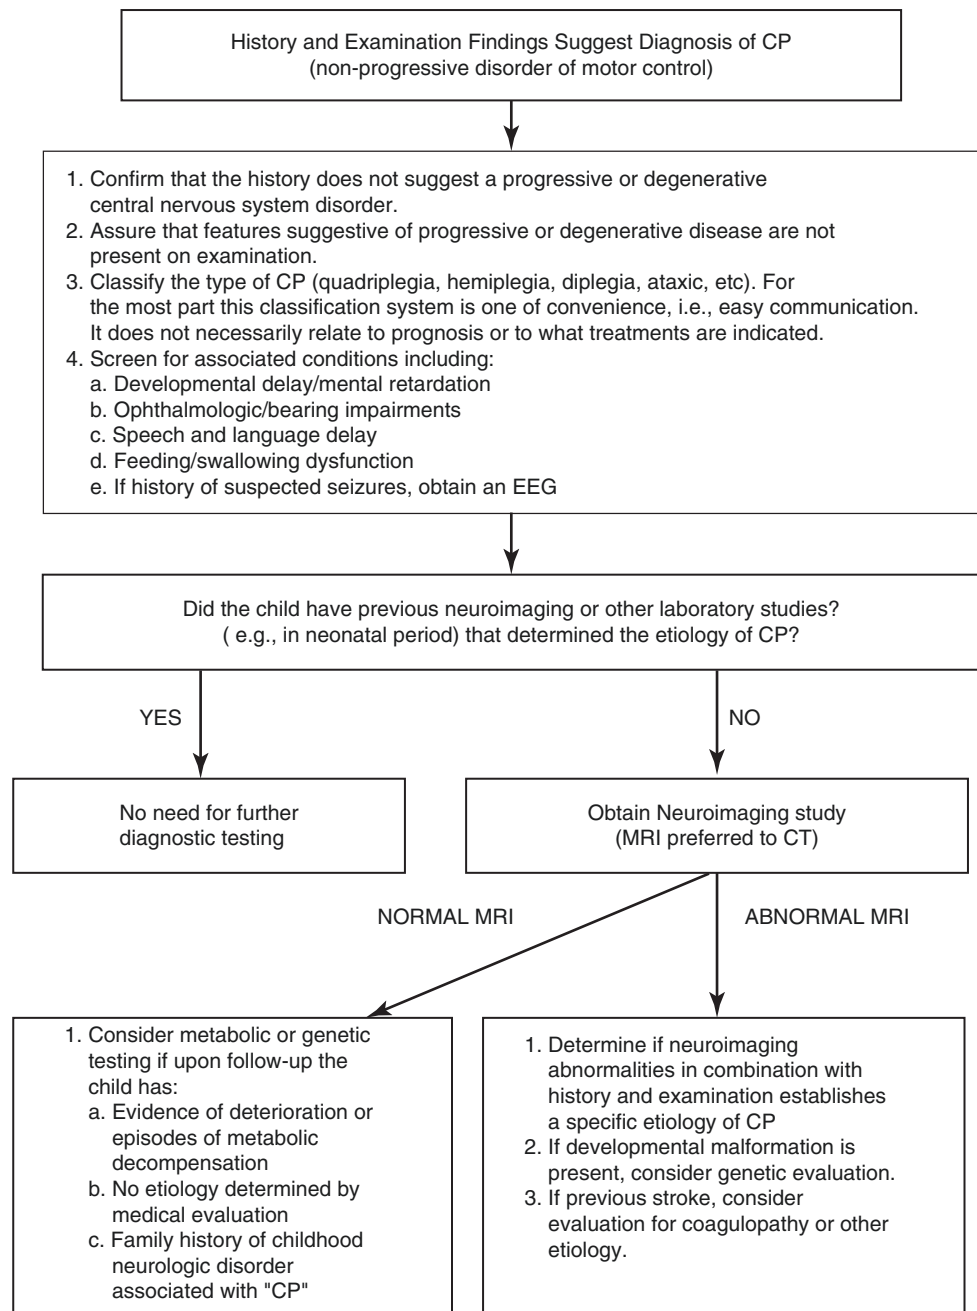 History and Examination Findings Suggest Diagnosis of CP
(non-progressive disorder of motor control)
1. Confirm that the history does not suggest a progressive or degenerative
central nervous system disorder.
2. Assure that features suggestive of progressive or degenerative disease are not
present on examination.
3. Classify the type of CP (quadriplegia, hemiplegia, diplegia, ataxic, etc). For
the most part this classification system is one of convenience, i.e., easy communication.
It does not necessarily relate to prognosis or to what treatments are indicated.
4. Screen for associated conditions including:
a. Developmental delay/mental retardation
b. Ophthalmologic/bearing impairments
c. Speech and language delay
d. Feeding/swallowing dysfunction
e. If history of suspected seizures, obtain an EEG
Did the child have previous neuroimaging or other laboratory studies?
( e.g., in neonatal period) that determined the etiology of CP?
YES
NO
No need for further
diagnostic testing
Obtain Neuroimaging study
(MRI preferred to CT)
NORMAL MRI
ABNORMAL MRI
1. Consider metabolic or genetic
testing if upon follow-up the
child has:
a. Evidence of deterioration or
episodes of metabolic
decompensation
b. No etiology determined by
medical evaluation
c. Family history of childhood
neurologic disorder
associated with "CP"
1. Determine if neuroimaging
abnormalities in combination with
history and examination establishes
a specific etiology of CP
2. If developmental malformation is
present, consider genetic evaluation.
3. If previous stroke, consider
evaluation for coagulopathy or other
etiology.